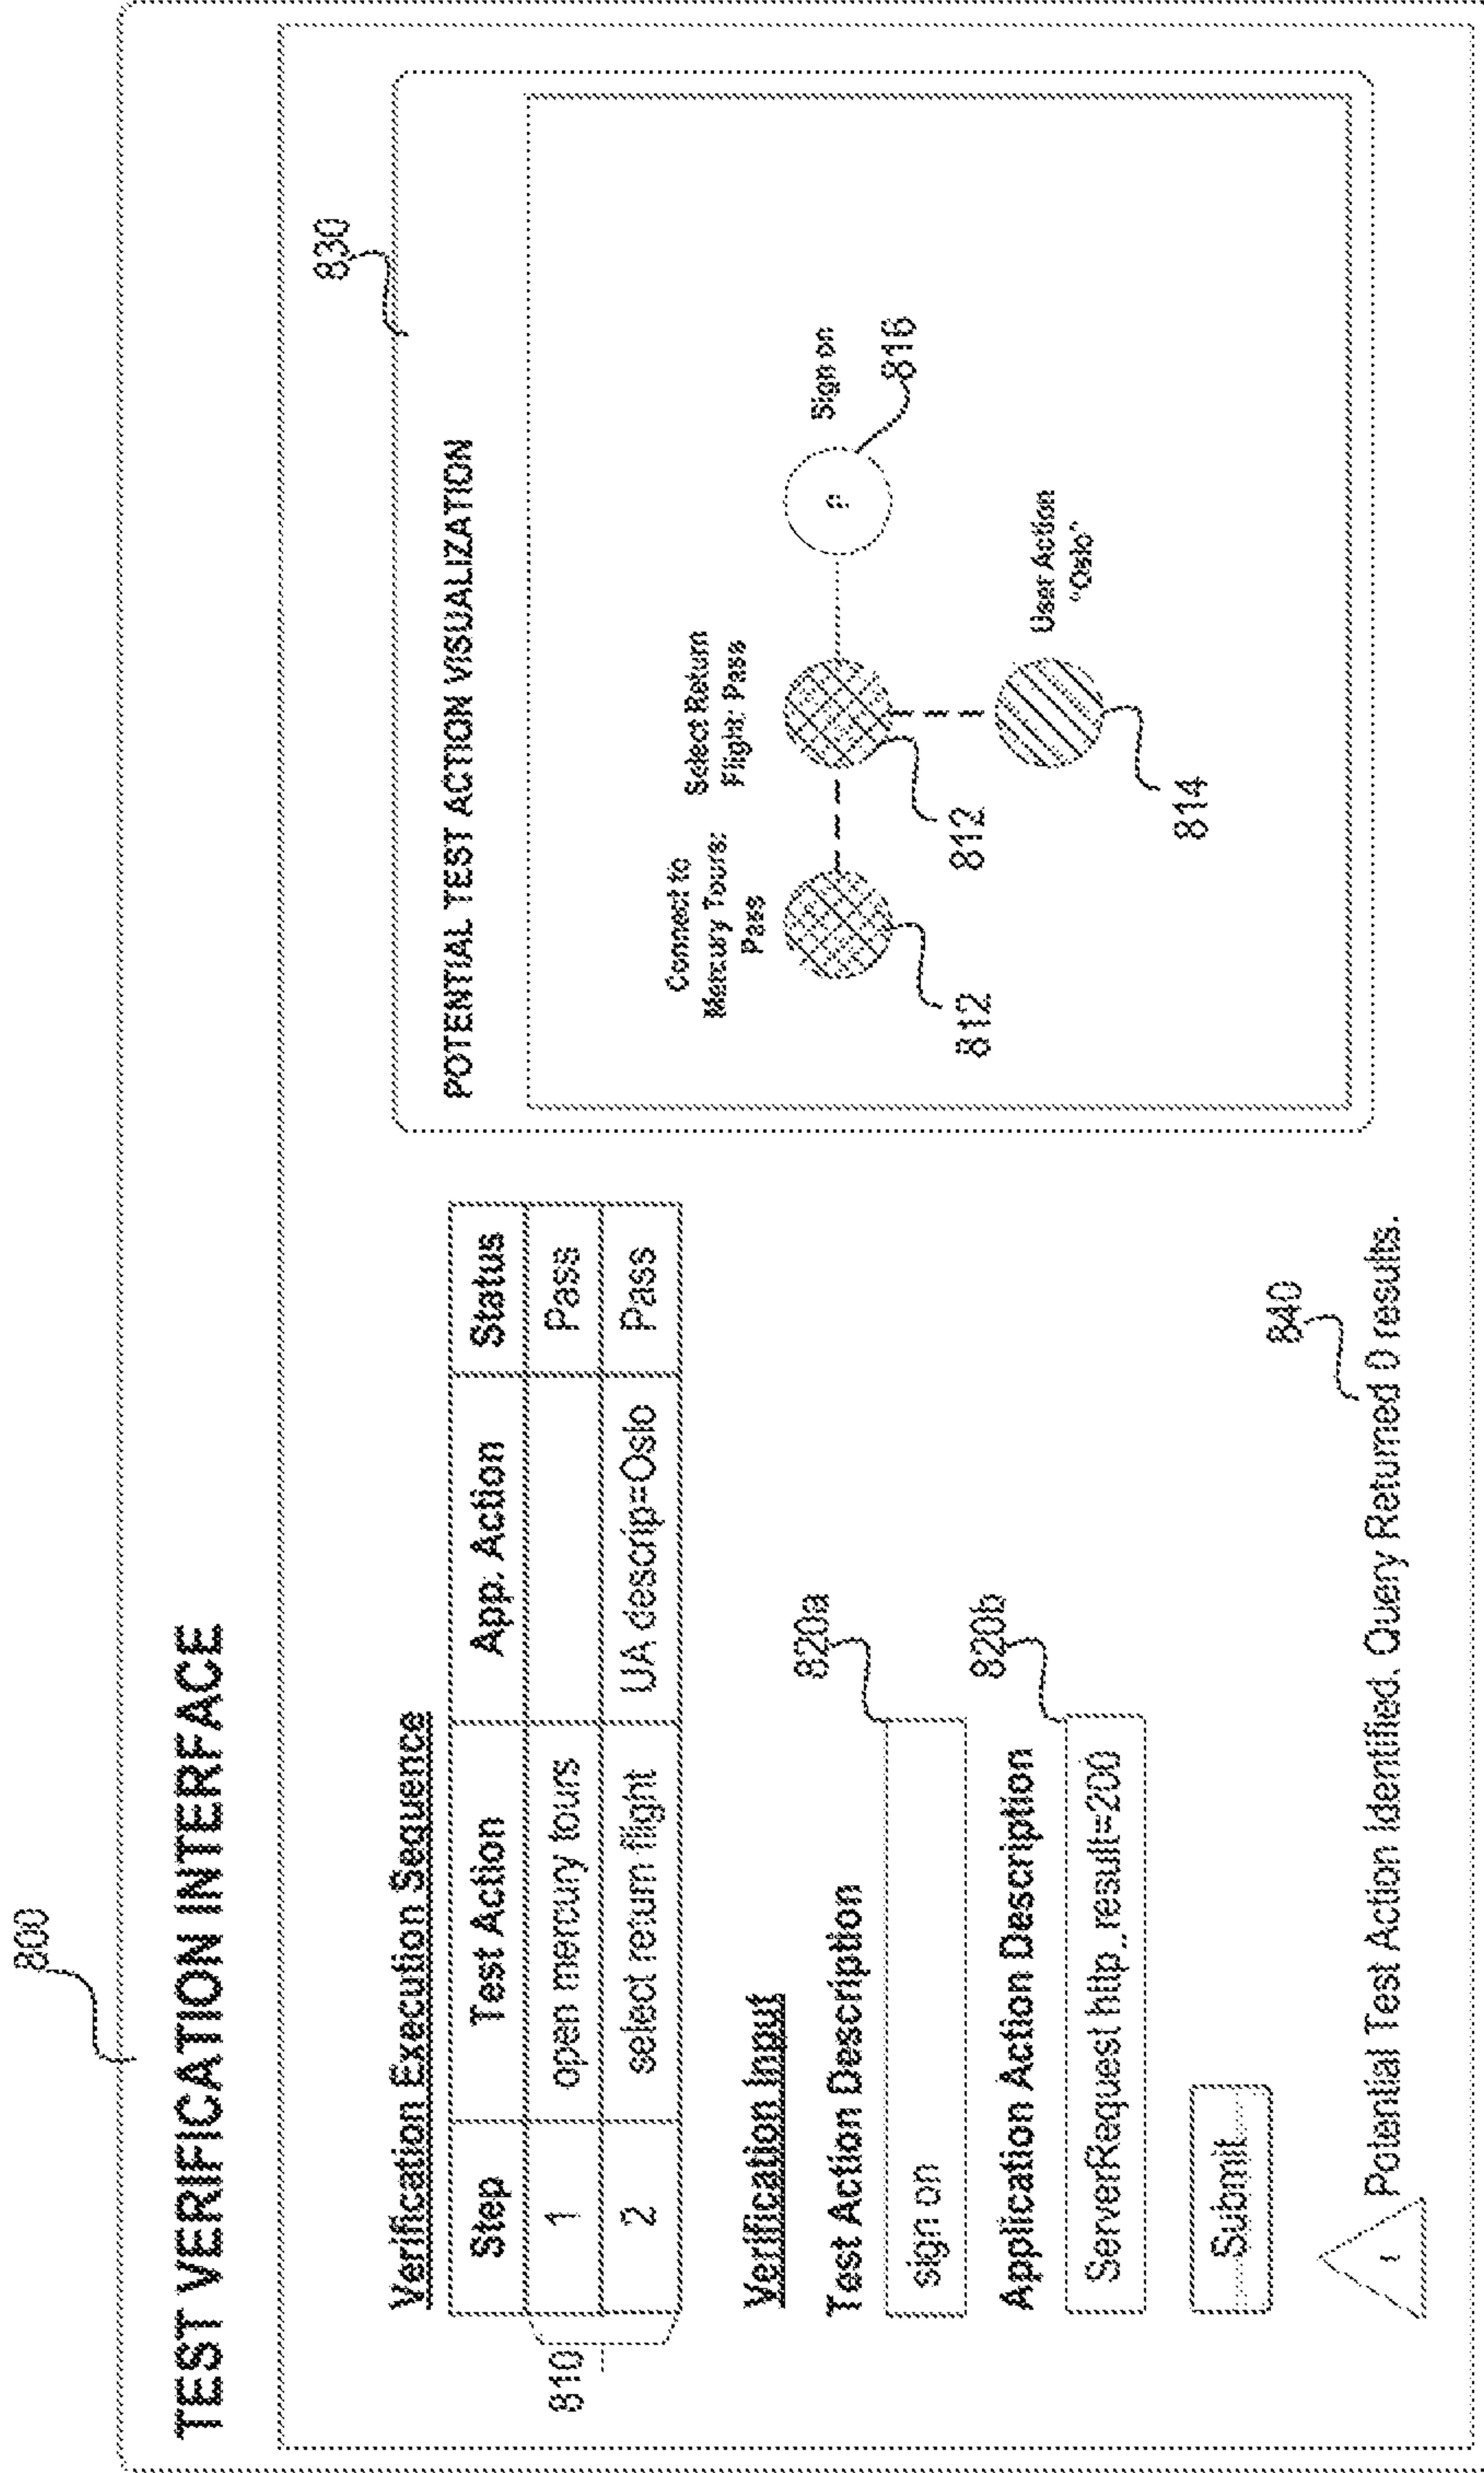 800
TEST VERIFICATION INTERFACE
Verification Execution Sequence
Step Test Action App. Action Status
1 open mercury tours Pass
2 select return flight UA descrip=Oslo Pass
810
Verification Input
Test Action Description
sign on
820a
Application Action Description
ServerRequest http_result=200
820b
Submit
840
Potential Test Action Identified. Query Returned 0 results.
830
POTENTIAL TEST ACTION VISUALIZATION
Connect to
Mercury Tours:
Pass
Select Return
Flight: Pass
Sign on
816
812
812
User Action
"Oslo"
814